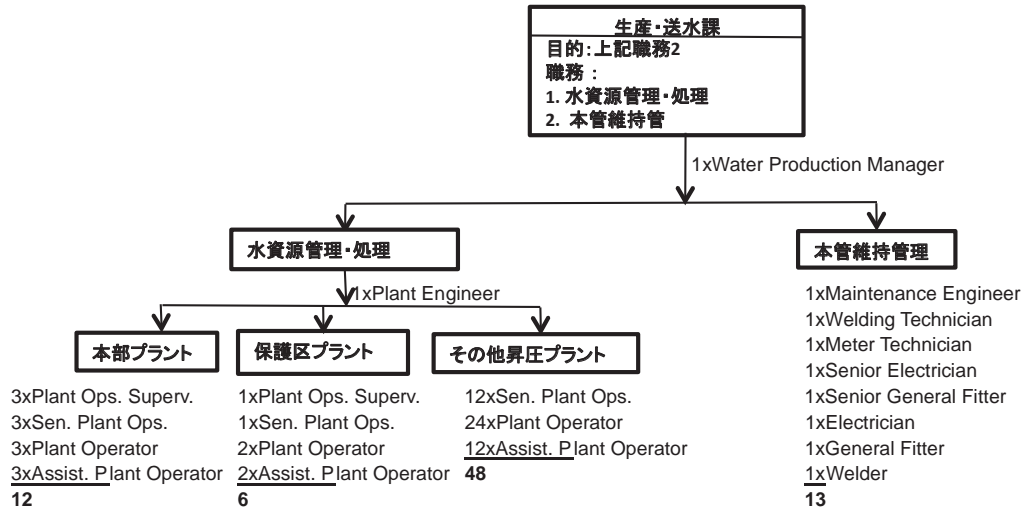 生産・送水課
目的:上記職務2
職務 :
1. 水資源管理・処理
2. 本管維持管
1xWater Production Manager
水資源管理・処理
本管維持管理
1xPlant Engineer
本部プラント
保護区プラント
その他昇圧プラント
3xPlant Ops. Superv.
3xSen. Plant Ops.
3xPlant Operator
3xAssist. Plant Operator
12
1xPlant Ops. Superv.
1xSen. Plant Ops.
2xPlant Operator
2xAssist. Plant Operator
6
12xSen. Plant Ops.
24xPlant Operator
12xAssist. Plant Operator
48
1xMaintenance Engineer
1xWelding Technician
1xMeter Technician
1xSenior Electrician
1xSenior General Fitter
1xElectrician
1xGeneral Fitter
1xWelder
13